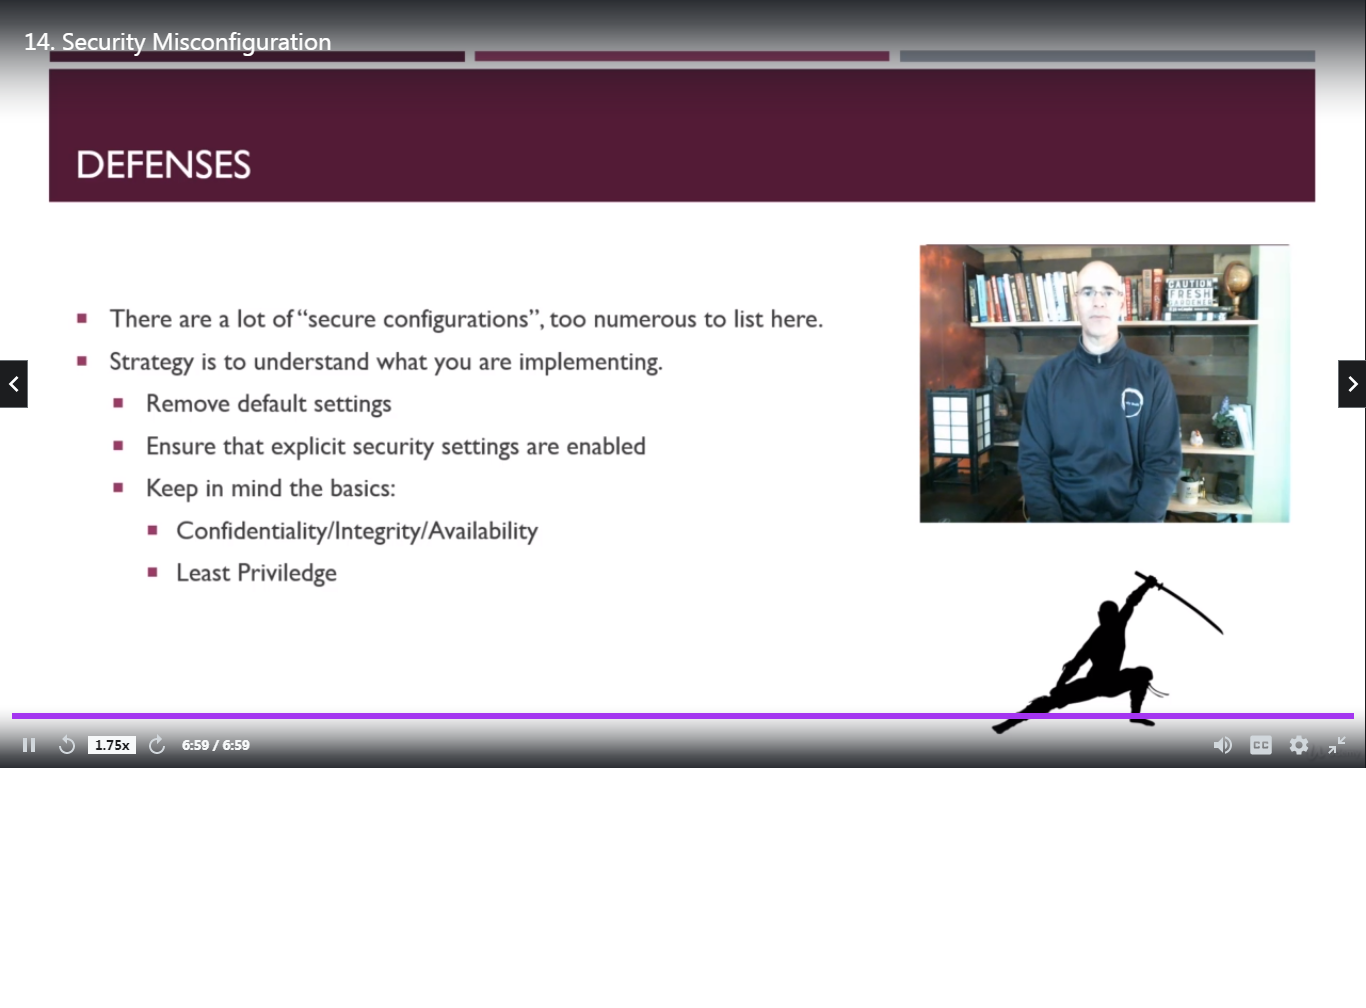 14. Security Misconfiguration
DEFENSES
There are a lot of “secure configurations”, too numerous to list here.
Strategy is to understand what you are implementing.
Remove default settings
Ensure that explicit security settings are enabled
Keep in mind the basics:
Confidentiality/Integrity/Availability
Least Priviledge
CAUTION
FRESH
GARDENER
1.75x
6:59 / 6:59
CC